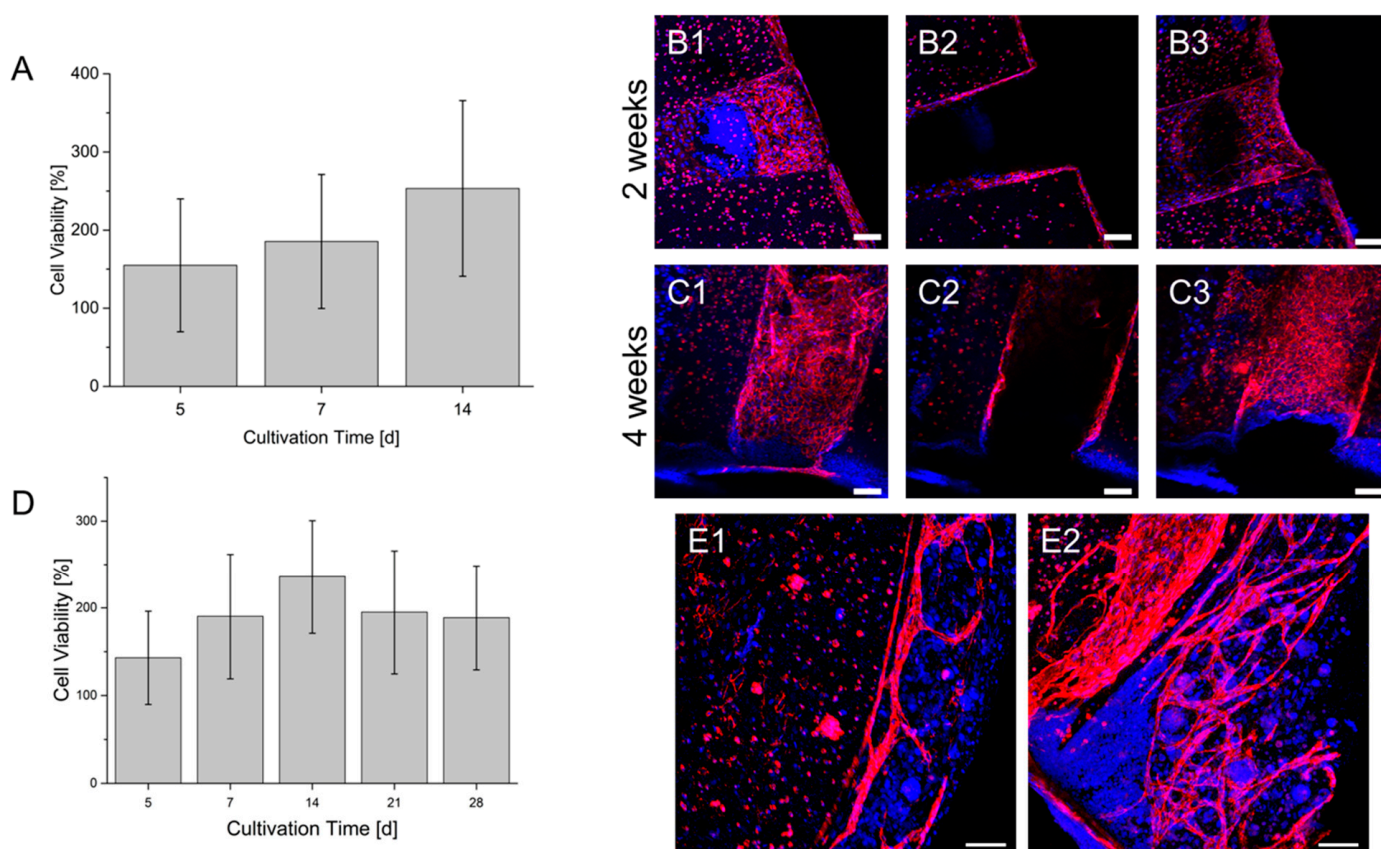 A
400
300
200
100
0
Cell Viability [%]
5 7 14
Cultivation Time [d]
2 weeks
B1 B2 B3
4 weeks
C1 C2 C3
D
300
200
100
0
Cell Viability [%]
5 7 14 21 28
Cultivation Time [d]
E1 E2